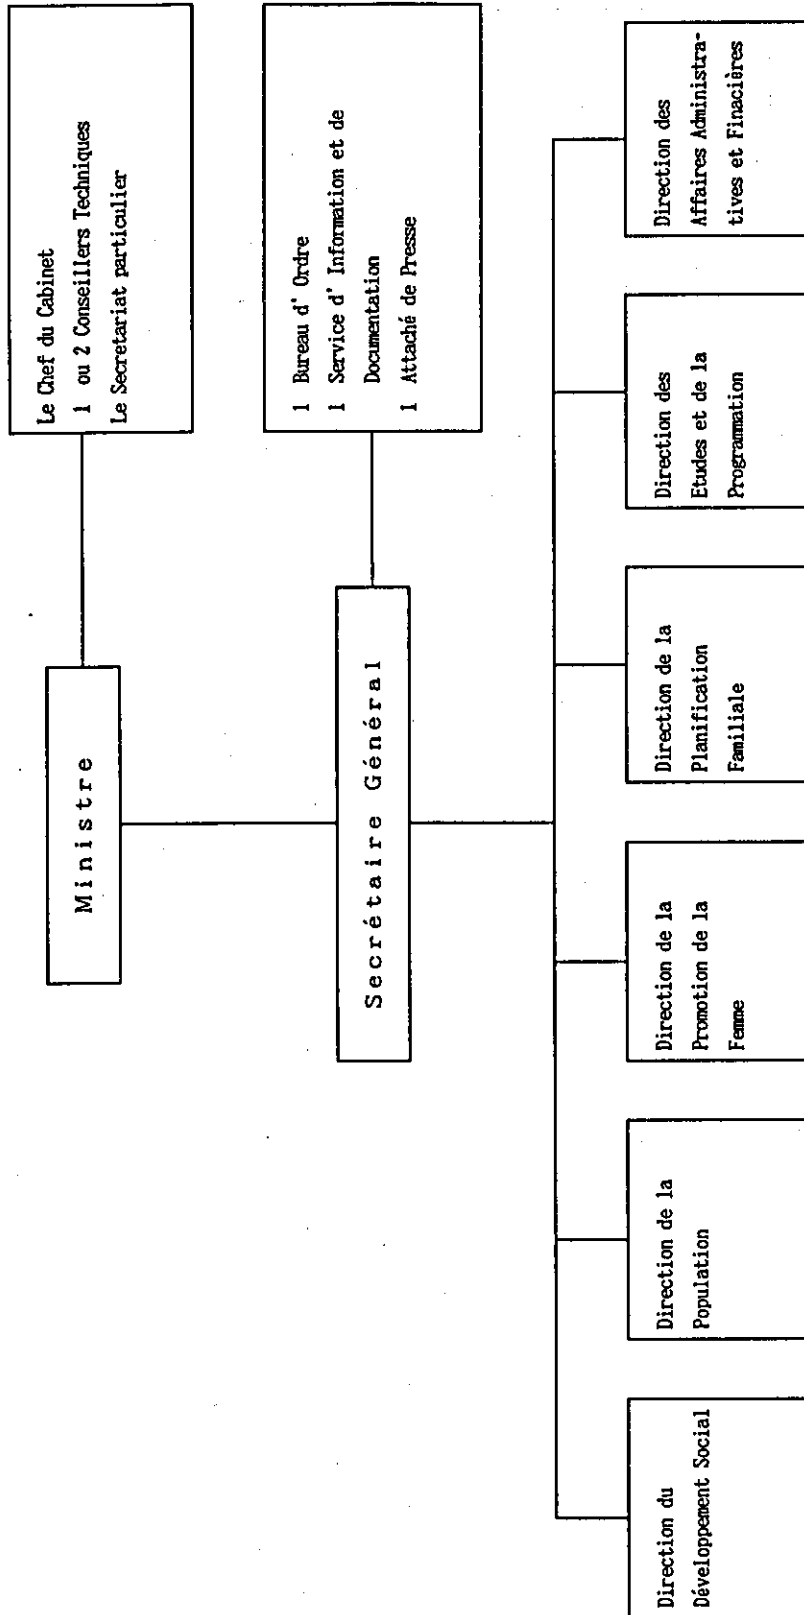 Ministre
Le Chef du Cabinet
1 ou 2 Conseillers Techniques
Le Secretariat particulier
Secrétaire Général
1 Bureau d' Ordre
1 Service d' Information et de
Documentation
1 Attaché de Presse
Direction du
Développement Social
Direction de la
Population
Direction de la
Promotion de la
Femme
Direction de la
Planification
Familiale
Direction des
Etudes et de la
Programmation
Direction des
Affaires Administra-
tives et Finacières